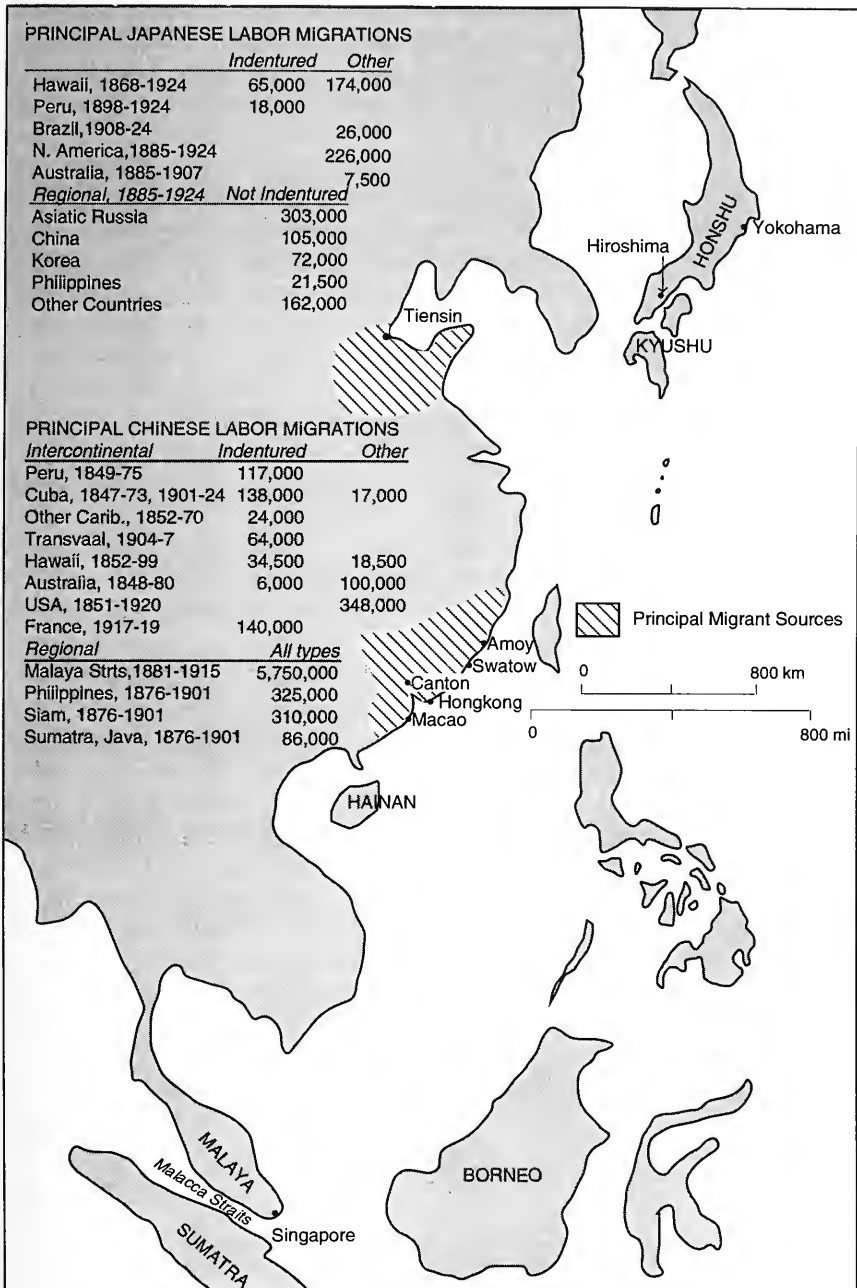 PRINCIPAL JAPANESE LABOR MIGRATIONS
Indentured Other
Hawaii, 1868-1924 65,000 174,000
Peru, 1898-1924 18,000
Brazil,1908-24 26,000
N. America,1885-1924 226,000
Australia, 1885-1907 7,500
Regional, 1885-1924 Not Indentured
Asiatic Russia 303,000
China 105,000
Korea 72,000
Philippines 21,500
Other Countries 162,000
HONSHU
Yokohama
Hiroshima
KYUSHU
Tiensin
PRINCIPAL CHINESE LABOR MIGRATIONS
Intercontinental Indentured Other
Peru, 1849-75 117,000
Cuba, 1847-73, 1901-24 138,000 17,000
Other Carib., 1852-70 24,000
Transvaal, 1904-7 64,000
Hawaii, 1852-99 34,500 18,500
Australia, 1848-80 6,000 100,000
USA, 1851-1920 348,000
France, 1917-19 140,000
Regional All types
Malaya Strts,1881-1915 5,750,000
Philippines, 1876-1901 325,000
Siam, 1876-1901 310,000
Sumatra, Java, 1876-1901 86,000
Principal Migrant Sources
Amoy
Swatow
Canton
Hongkong
Macao
0 800 km
0 800 mi
HAINAN
MALAYA
Malacca Straits
Singapore
SUMATRA
BORNEO